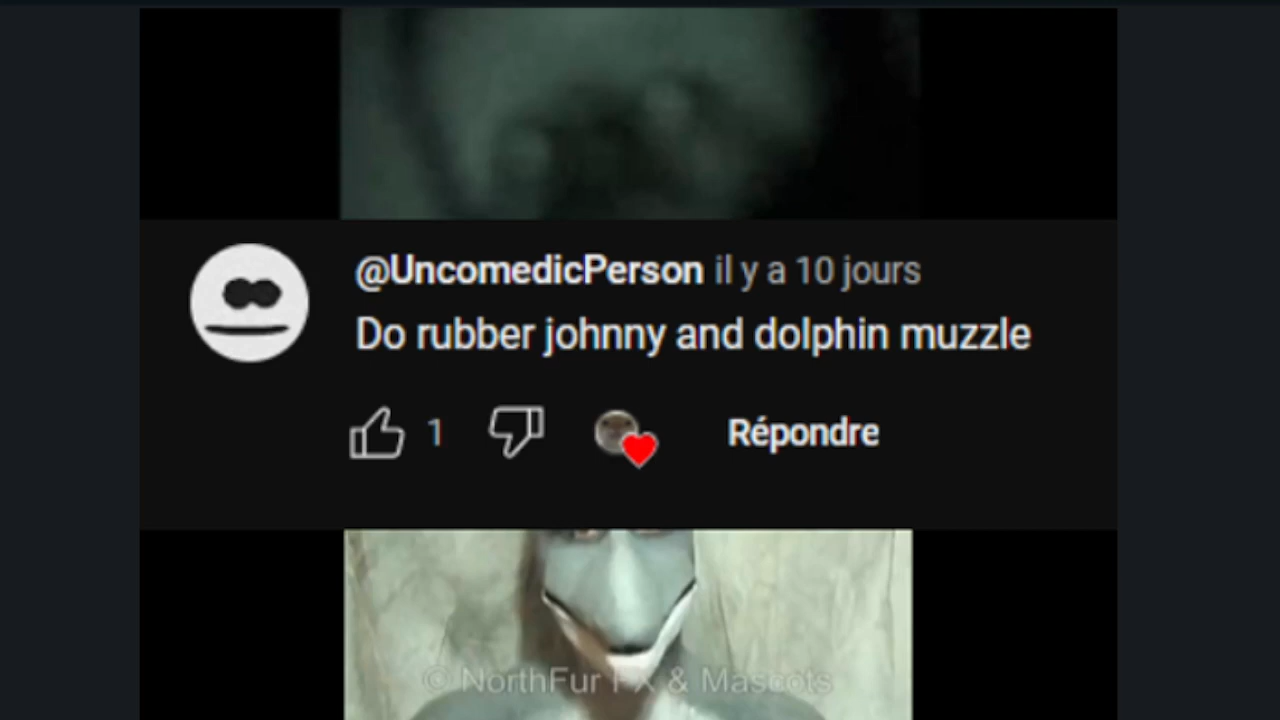 @UncomedicPerson il y a 10 jours
Do rubber johnny and dolphin muzzle
1
Répondre
© NorthFur FX & Mascots